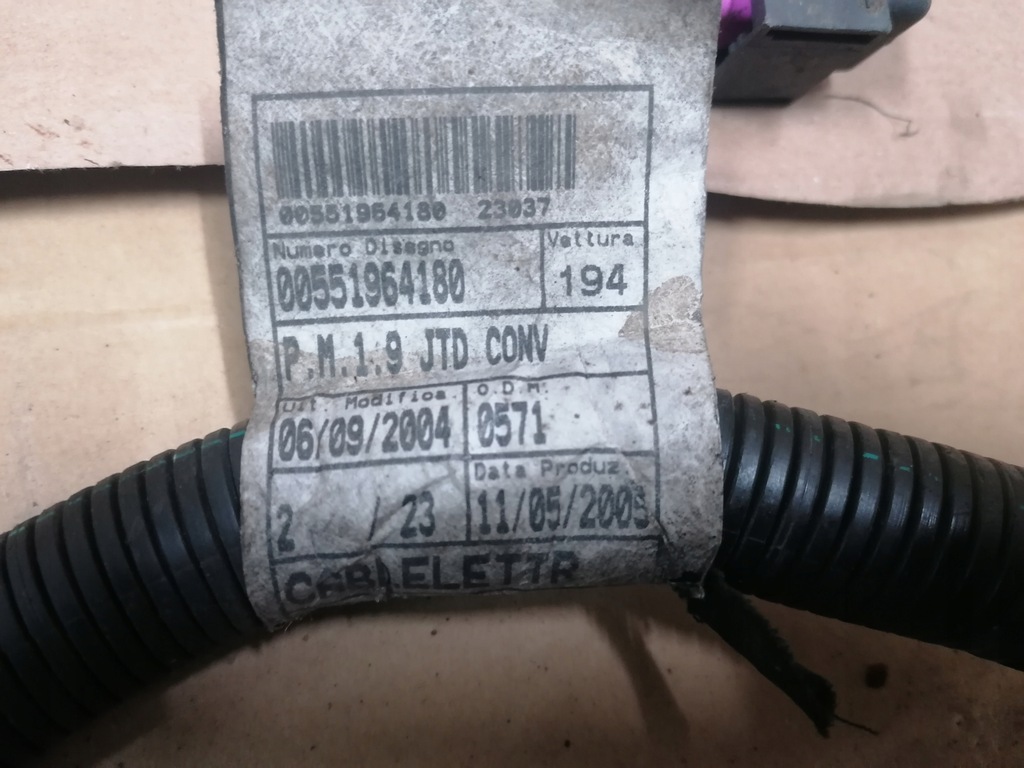 00551964180 23037
Numero Disegno
Vettura
00551964180
194
P.M.1.9 JTD CONV
Ult. Modifica
O.D.M.
06/09/2004
0571
Data Produz.
2 / 23
11/05/2005
ELETTR